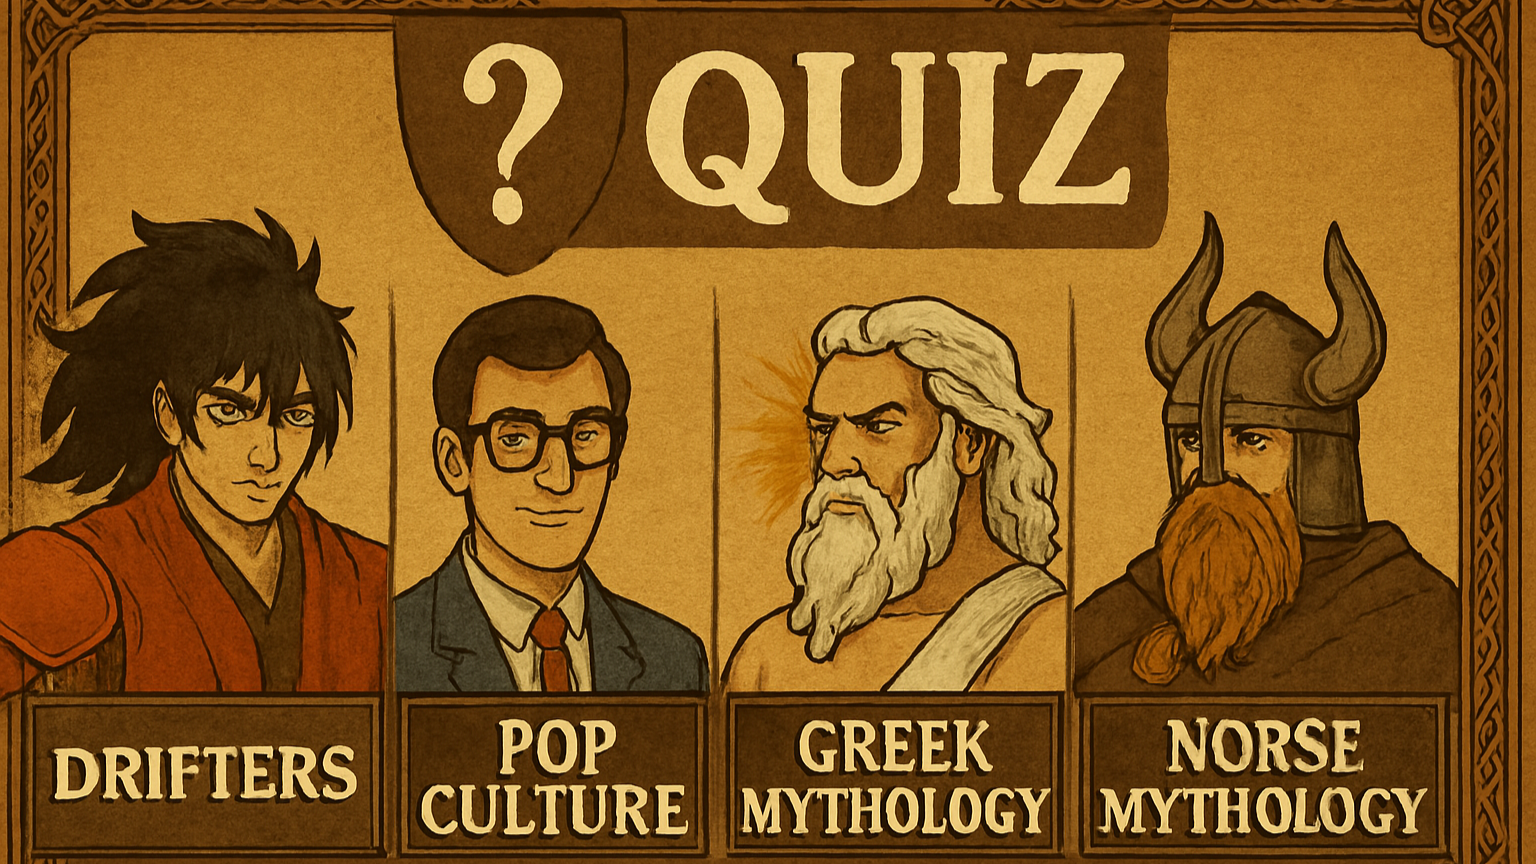 ? QUIZ
DRIFTERS
POP
CULTURE
GREEK
MYTHOLOGY
NORSE
MYTHOLOGY